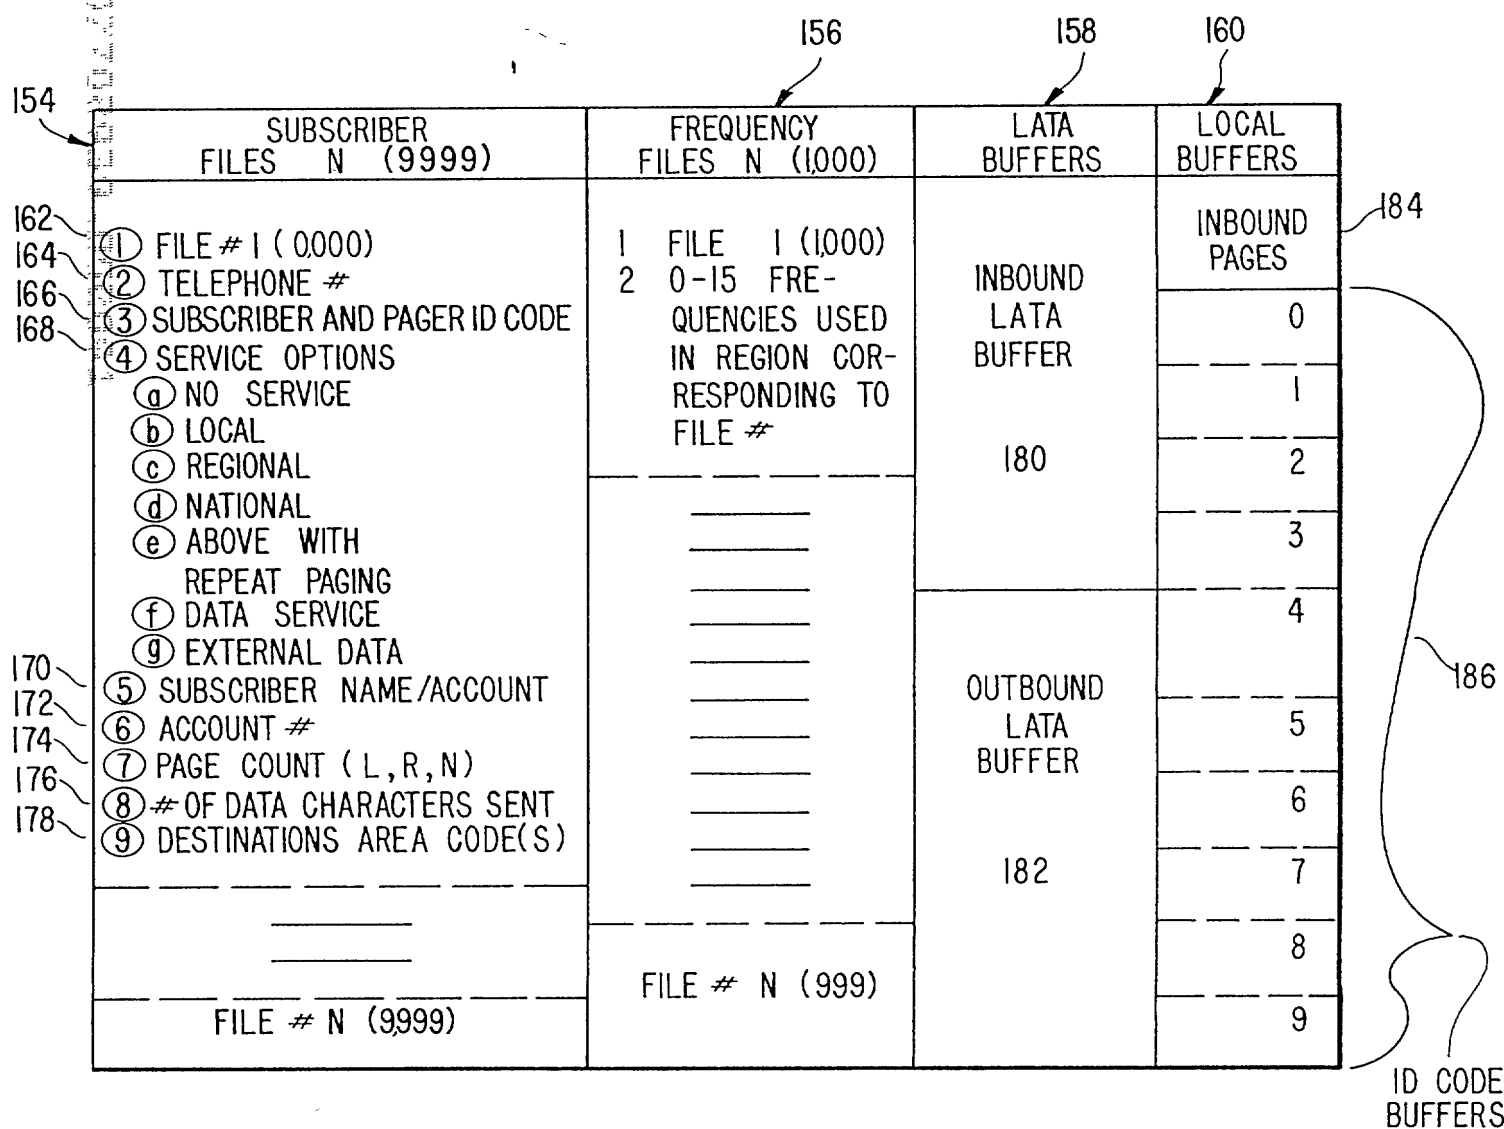 156
158
160
154
SUBSCRIBER
FILES N (9999)
FREQUENCY
FILES N (1,000)
LATA
BUFFERS
LOCAL
BUFFERS
162
① FILE # 1 (0,000)
164
② TELEPHONE #
166
③ SUBSCRIBER AND PAGER ID CODE
168
④ SERVICE OPTIONS
ⓐ NO SERVICE
ⓑ LOCAL
ⓒ REGIONAL
ⓓ NATIONAL
ⓔ ABOVE WITH
REPEAT PAGING
ⓕ DATA SERVICE
ⓖ EXTERNAL DATA
170
⑤ SUBSCRIBER NAME/ACCOUNT
172
⑥ ACCOUNT #
174
⑦ PAGE COUNT (L,R,N)
176
⑧ # OF DATA CHARACTERS SENT
178
⑨ DESTINATIONS AREA CODE(S)
FILE # N (9,999)
1 FILE 1 (1,000)
2 0-15 FRE-
QUENCIES USED
IN REGION COR-
RESPONDING TO
FILE #
FILE # N (999)
INBOUND
LATA
BUFFER
180
OUTBOUND
LATA
BUFFER
182
INBOUND
PAGES
184
0
1
2
3
4
5
6
7
8
9
186
ID CODE
BUFFERS